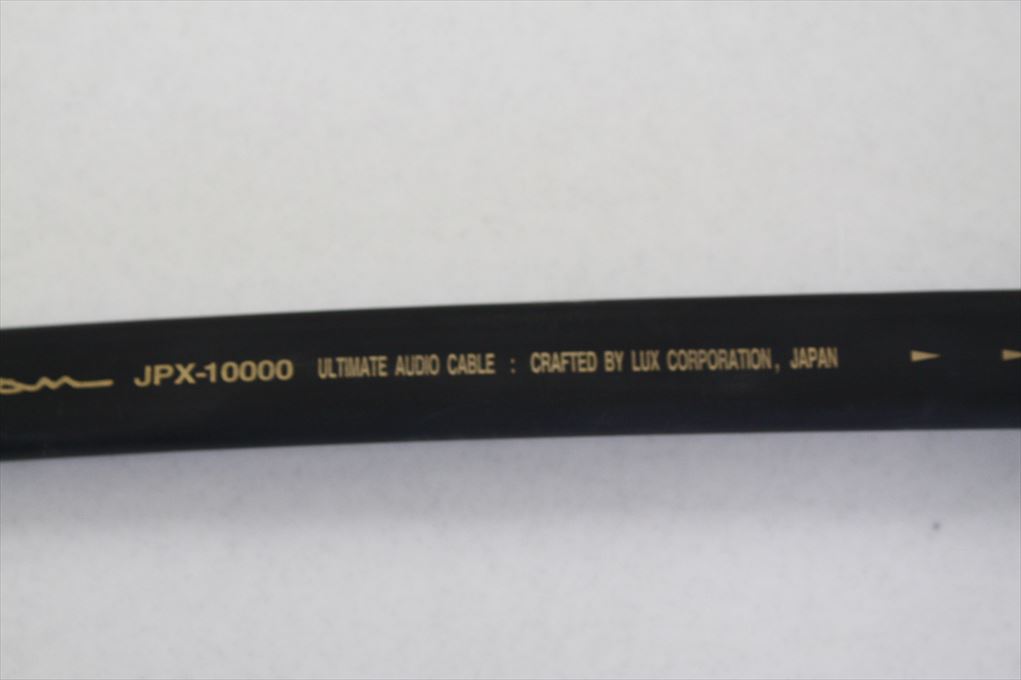 JPX-10000 ULTIMATE AUDIO CABLE : CRAFTED BY LUX CORPORATION, JAPAN